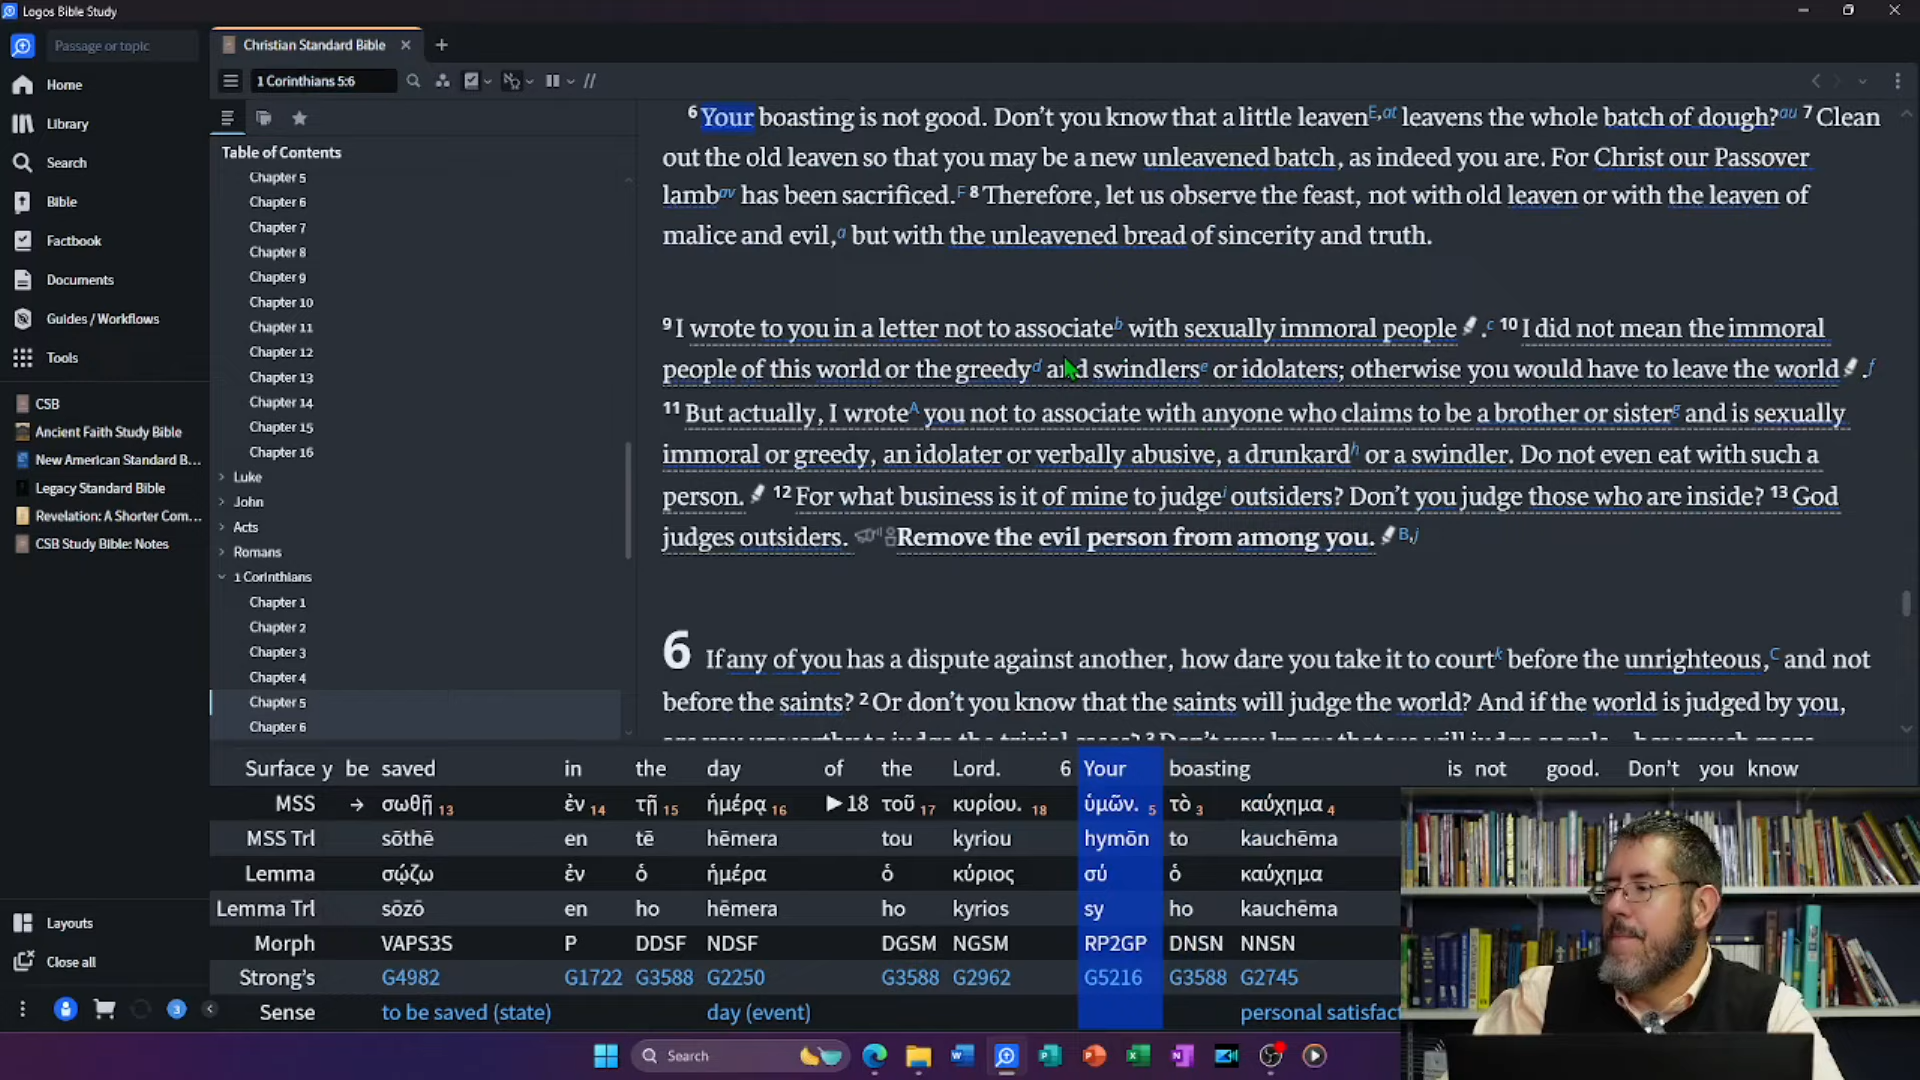 Logos Bible Study
Passage or topic
Home
Library
Search
Bible
Factbook
Documents
Guides / Workflows
Tools
CSB
Ancient Faith Study Bible
New American Standard B...
Legacy Standard Bible
Revelation: A Shorter Com...
CSB Study Bible: Notes
Layouts
Close all
3
Christian Standard Bible
1 Corinthians 5:6
Table of Contents
Chapter 5
Chapter 6
Chapter 7
Chapter 8
Chapter 9
Chapter 10
Chapter 11
Chapter 12
Chapter 13
Chapter 14
Chapter 15
Chapter 16
Luke
John
Acts
Romans
1 Corinthians
Chapter 1
Chapter 2
Chapter 3
Chapter 4
Chapter 5
Chapter 6
6 Your boasting is not good. Don't you know that a little leaven E,at leavens the whole batch of dough? au 7 Clean
out the old leaven so that you may be a new unleavened batch, as indeed you are. For Christ our Passover
lamb av has been sacrificed. F 8 Therefore, let us observe the feast, not with old leaven or with the leaven of
malice and evil, a but with the unleavened bread of sincerity and truth.
9 I wrote to you in a letter not to associate b with sexually immoral people . c 10 I did not mean the immoral
people of this world or the greedy d and swindlers e or idolaters; otherwise you would have to leave the world . f
11 But actually, I wrote A you not to associate with anyone who claims to be a brother or sister g and is sexually
immoral or greedy, an idolater or verbally abusive, a drunkard h or a swindler. Do not even eat with such a
person. 12 For what business is it of mine to judge i outsiders? Don't you judge those who are inside? 13 God
judges outsiders. Remove the evil person from among you. B,j
6 If any of you has a dispute against another, how dare you take it to court k before the unrighteous, C and not
before the saints? 2 Or don't you know that the saints will judge the world? And if the world is judged by you,
Surface y be saved in the day of the Lord. 6 Your boasting is not good. Don't you know
MSS → σωθῇ 13 ἐν 14 τῇ 15 ἡμέρᾳ 16 ▶ 18 τοῦ 17 κυρίου. 18 ὑμῶν. 5 τὸ 3 καύχημα 4
MSS Trl sōthē en tē hēmera tou kyriou hymōn to kauchēma
Lemma σῴζω ἐν ὁ ἡμέρα ὁ κύριος σύ ὁ καύχημα
Lemma Trl sōzō en ho hēmera ho kyrios sy ho kauchēma
Morph VAPS3S P DDSF NDSF DGSM NGSM RP2GP DNSN NNSN
Strong's G4982 G1722 G3588 G2250 G3588 G2962 G5216 G3588 G2745
Sense to be saved (state) day (event) personal satisfact
Search